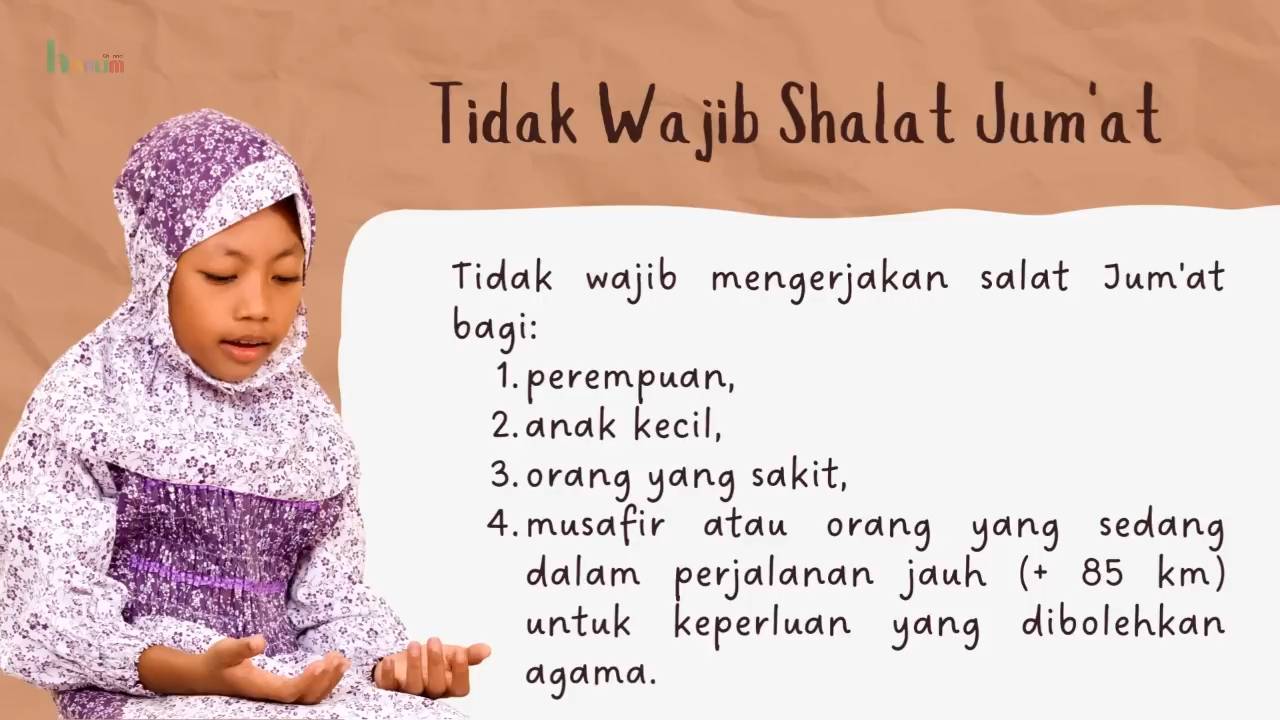 Tidak Wajib Shalat Jum'at
Tidak wajib mengerjakan salat Jum'at
bagi:
1. perempuan,
2. anak kecil,
3. orang yang sakit,
4. musafir atau orang yang sedang
dalam perjalanan jauh (+ 85 km)
untuk keperluan yang dibolehkan
agama.